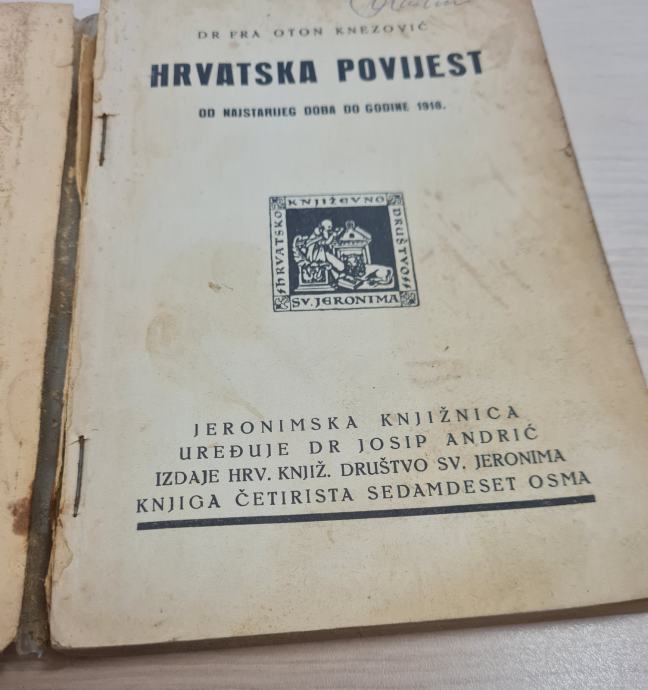 DR FRA OTON KNEZOVIĆ
HRVATSKA POVIJEST
OD NAJSTARIJEG DOBA DO GODINE 1918.
HRVATSKO
KNJIŽEVNO
DRUŠTVO
SV. JERONIMA
JERONIMSKA KNJIŽNICA
UREĐUJE DR JOSIP ANDRIĆ
IZDAJE HRV. KNJIŽ. DRUŠTVO SV. JERONIMA
KNJIGA ČETIRISTA SEDAMDESET OSMA